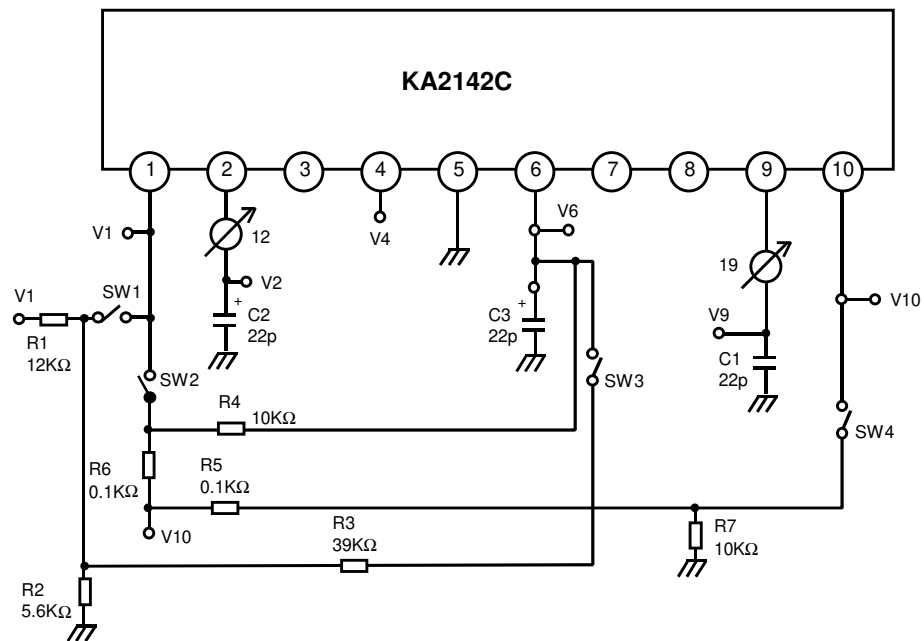 KA2142C
1 2 3 4 5 6 7 8 9 10
V1
12
V4
V6
19
V10
V2
V1
SW1
+
C2
22p
+
C3
22p
V9
C1
22p
R1
12KΩ
SW2
SW3
R4
10KΩ
SW4
R6
0.1KΩ
R5
0.1KΩ
V10
R3
39KΩ
R7
10KΩ
R2
5.6KΩ